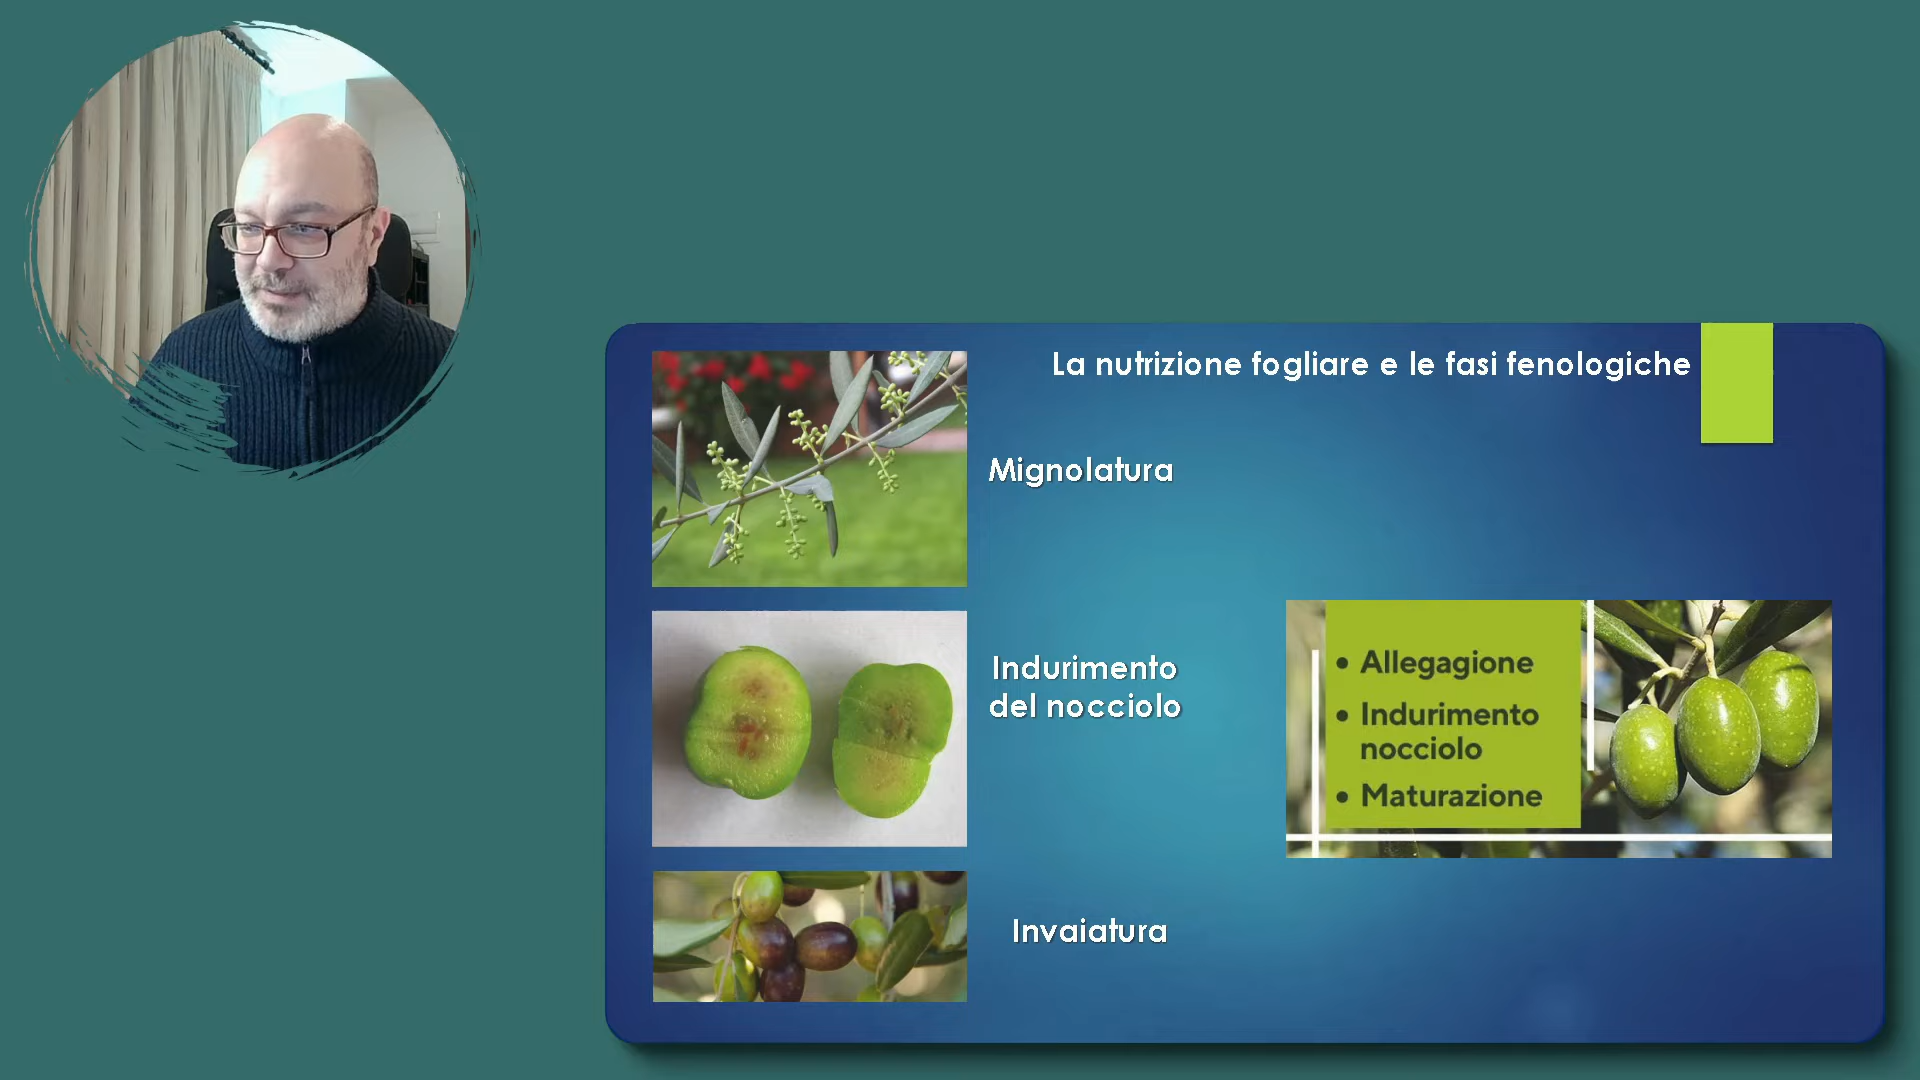 La nutrizione fogliare e le fasi fenologiche
Mignolatura
Indurimento
del nocciolo
• Allegagione
• Indurimento
nocciolo
• Maturazione
Invaiatura